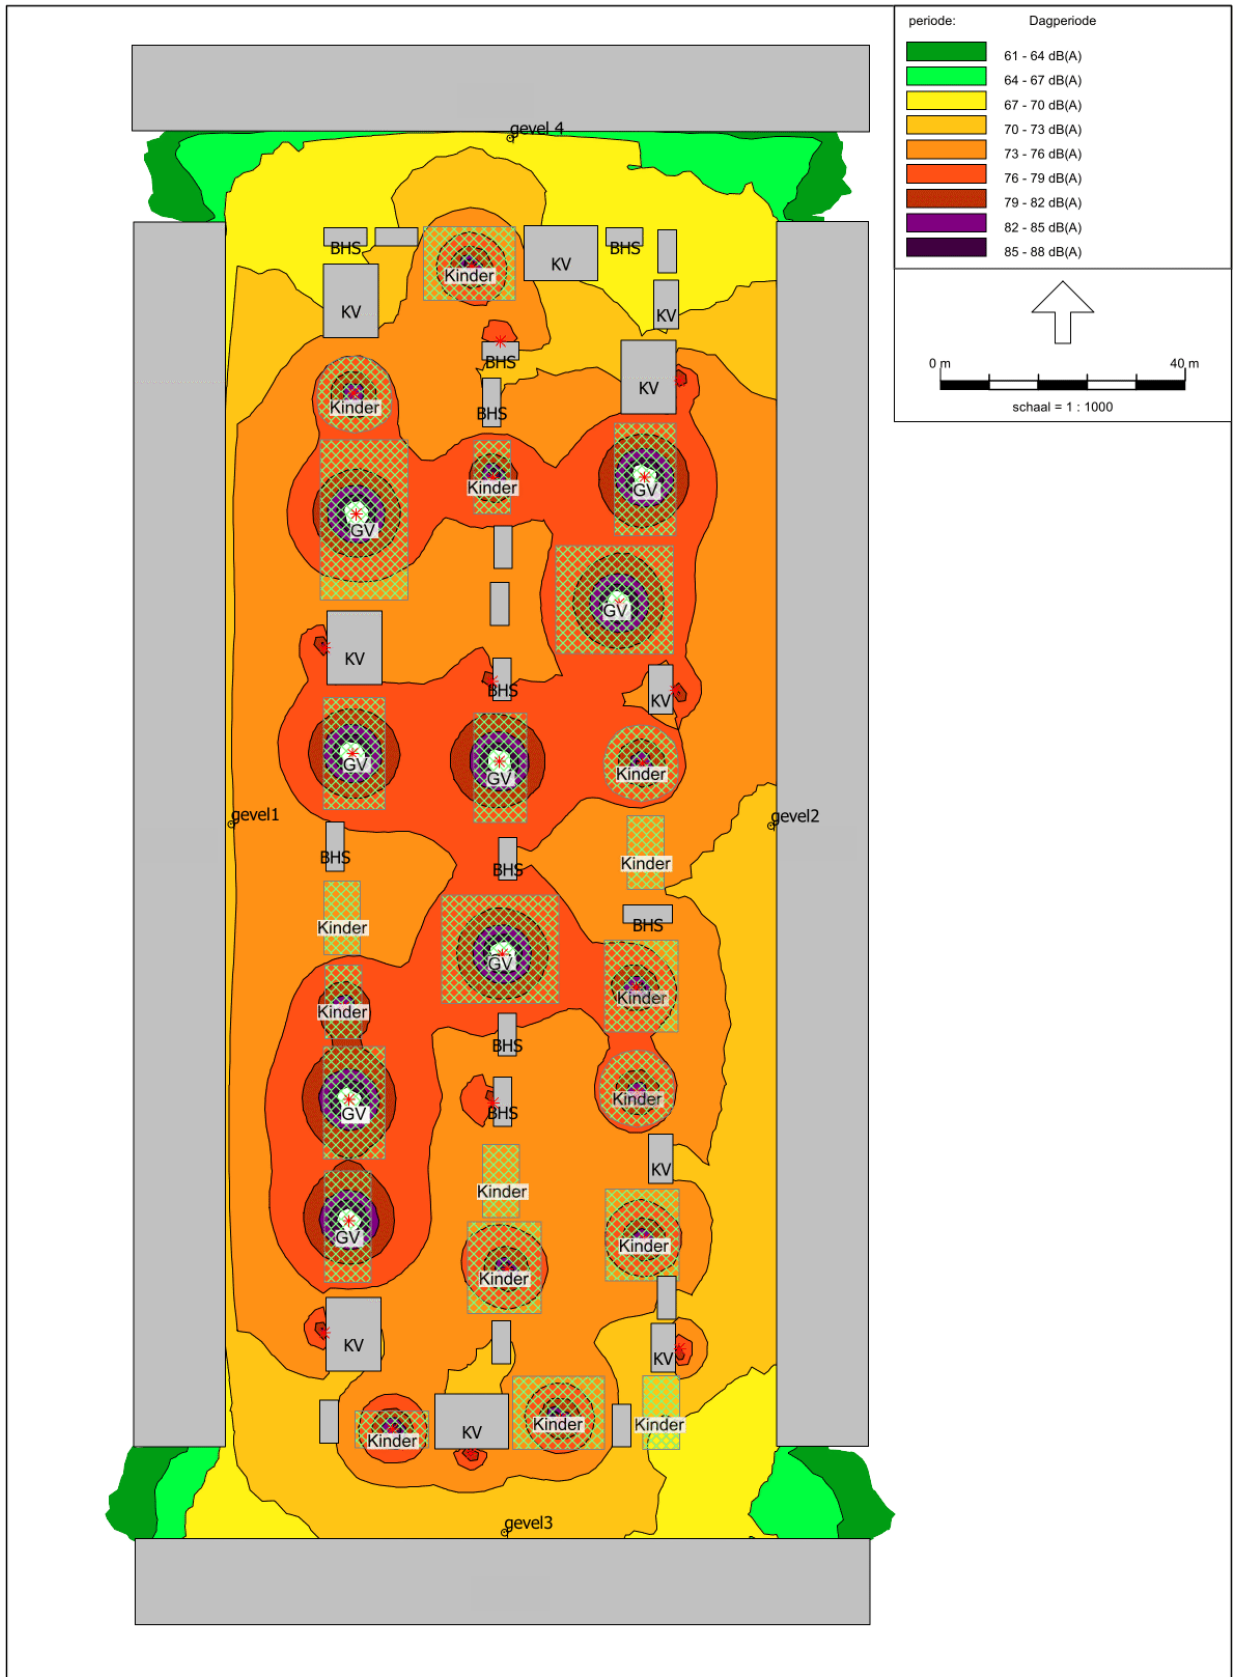 periode: Dagperiode
61 - 64 dB(A)
64 - 67 dB(A)
67 - 70 dB(A)
70 - 73 dB(A)
73 - 76 dB(A)
76 - 79 dB(A)
79 - 82 dB(A)
82 - 85 dB(A)
85 - 88 dB(A)
0 m 40 m
schaal = 1 : 1000
gevel 4
BHS
BHS
KV
Kinder
KV
KV
BHS
KV
Kinder
BHS
Kinder
GV
GV
GV
KV
BHS
KV
GV
GV
Kinder
gevel1
gevel2
BHS
Kinder
BHS
Kinder
BHS
GV
Kinder
Kinder
BHS
Kinder
GV
BHS
KV
Kinder
GV
Kinder
Kinder
KV
KV
Kinder
KV
Kinder
Kinder
gevel3